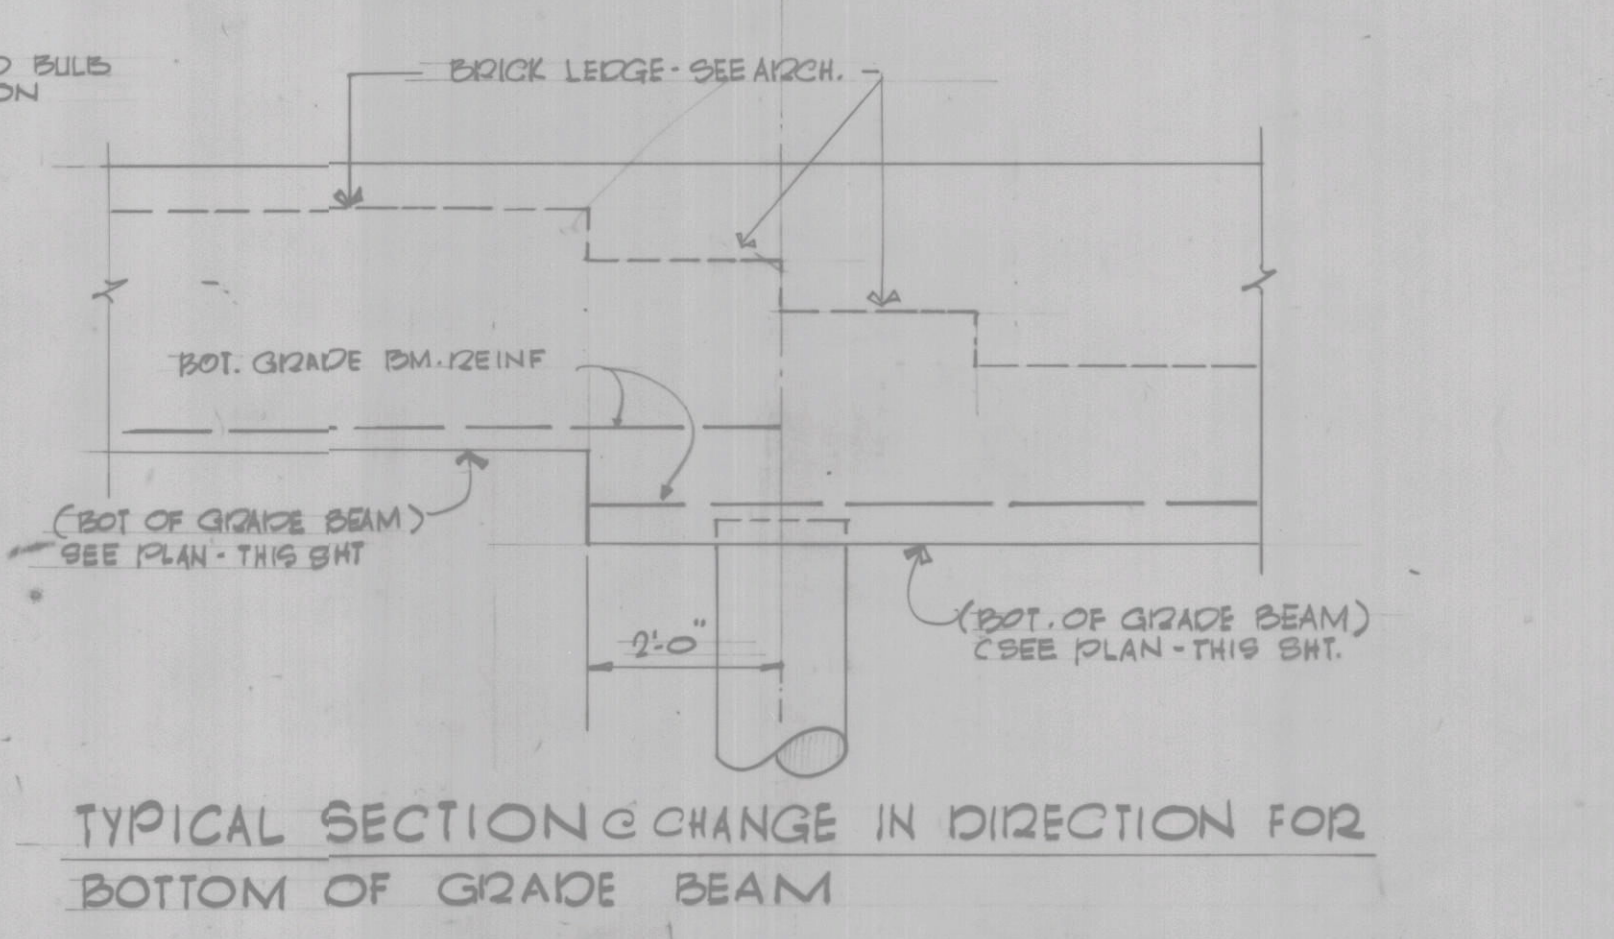 BULB
ON
BRICK LEDGE - SEE ARCH.
BOT. GRADE BM. REINF
(BOT OF GRADE BEAM)
SEE PLAN - THIS SHT
2'-0"
(BOT. OF GRADE BEAM)
(SEE PLAN - THIS SHT.
TYPICAL SECTION @ CHANGE IN DIRECTION FOR
BOTTOM OF GRADE BEAM